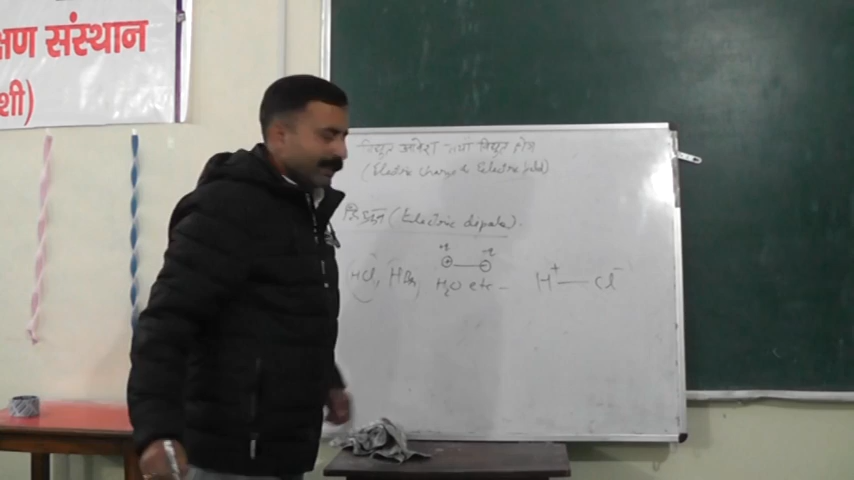 क्षण संस्थान
शी)
विद्युत आवेश तथा विद्युत क्षेत्र
(Electric charge & Electric field)
(Electric dipole).
+q -q
+ -
HCl, HBr, H₂O etc - H⁺ — Cl⁻